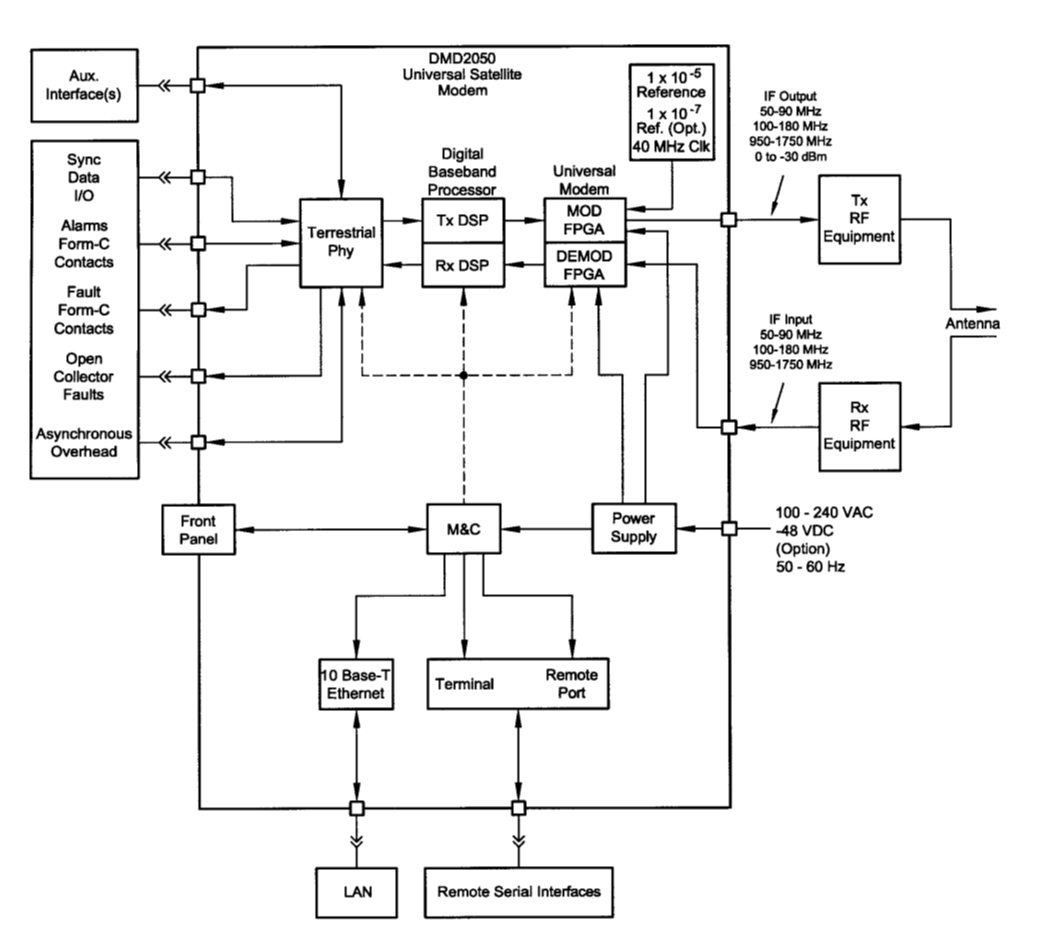 DMD2050
Universal Satellite
Modem
Aux.
Interface(s)
1 x 10-5
Reference
1 x 10-7
Ref. (Opt.)
40 MHz Clk
IF Output
50-90 MHz
100-180 MHz
950-1750 MHz
0 to -30 dBm
Sync
Data
I/O
Alarms
Form-C
Contacts
Fault
Form-C
Contacts
Open
Collector
Faults
Asynchronous
Overhead
Digital
Baseband
Processor
Universal
Modem
Terrestrial
Phy
Tx DSP
Rx DSP
MOD
FPGA
DEMOD
FPGA
Tx
RF
Equipment
Antenna
IF Input
50-90 MHz
100-180 MHz
950-1750 MHz
Rx
RF
Equipment
Front
Panel
M&C
Power
Supply
100 - 240 VAC
-48 VDC
(Option)
50 - 60 Hz
10 Base-T
Ethernet
Terminal
Remote
Port
LAN
Remote Serial Interfaces